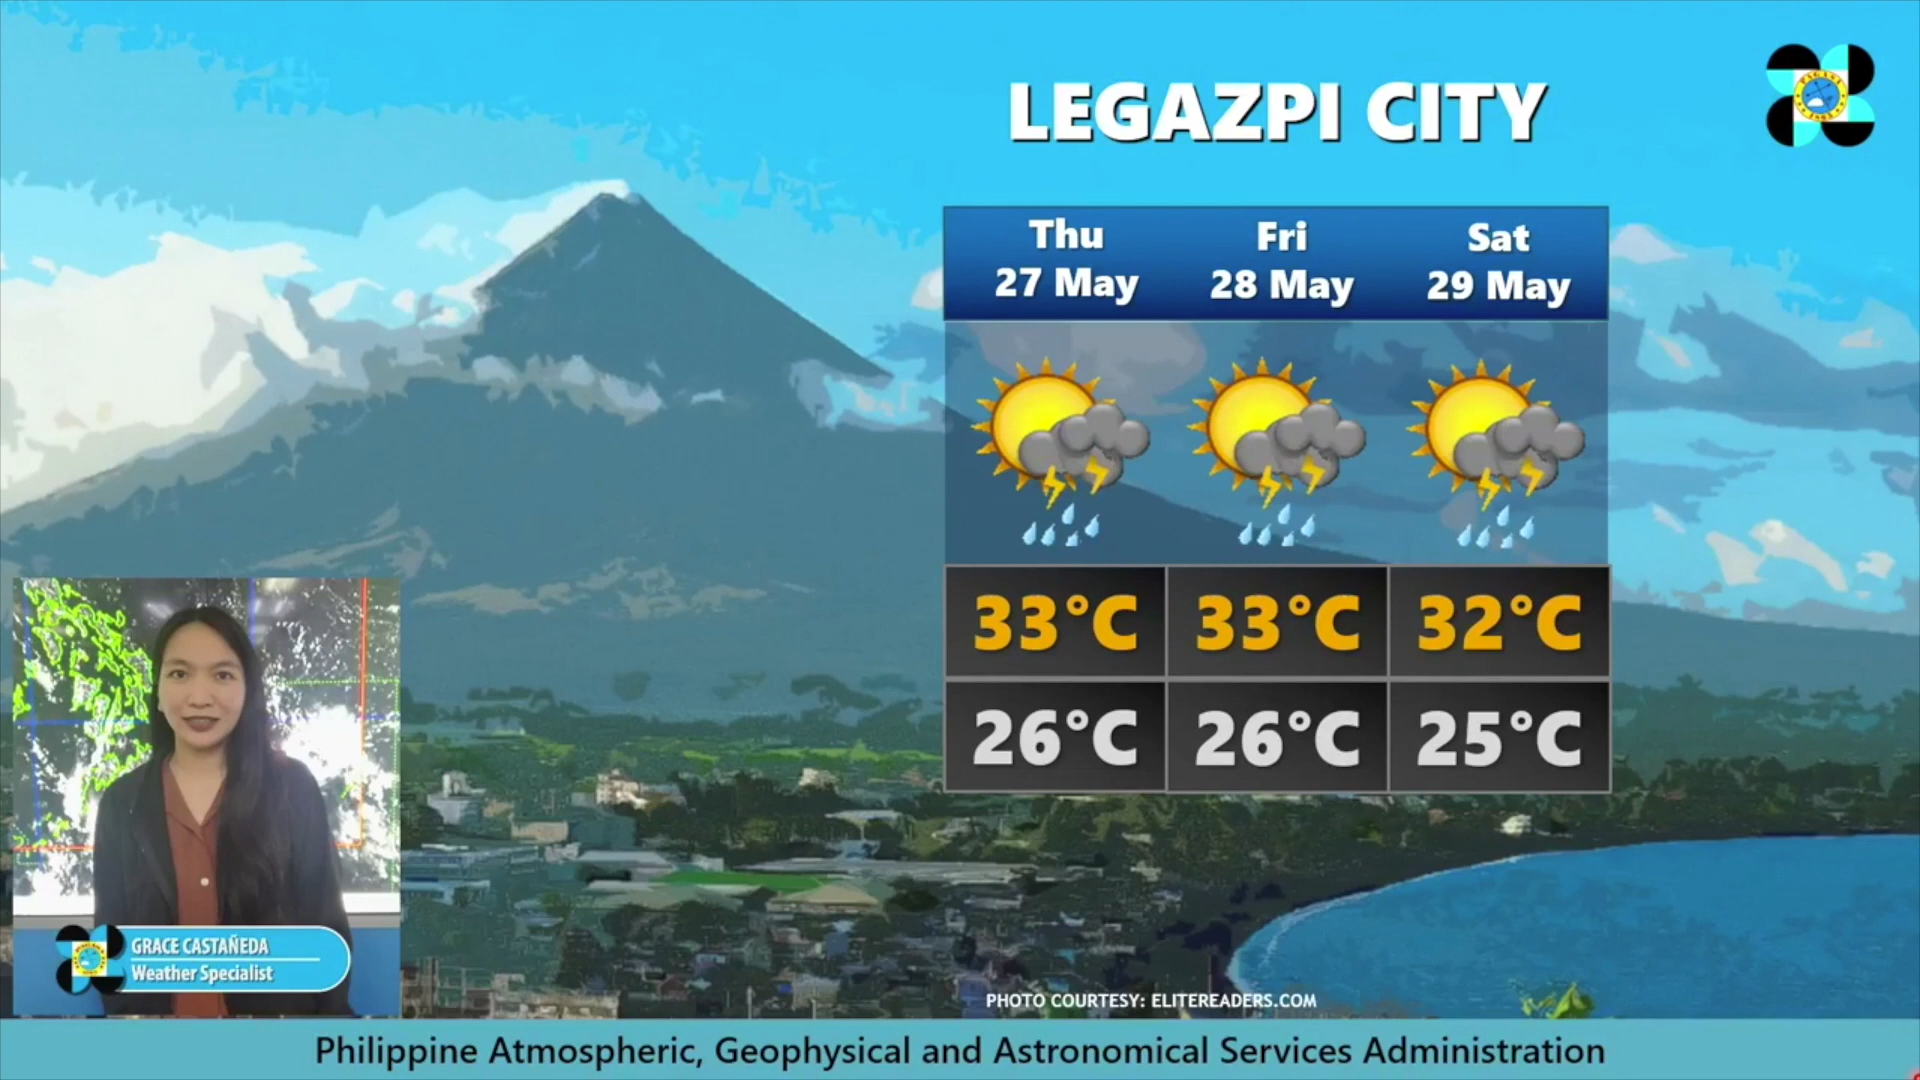 LEGAZPI CITY
Thu Fri Sat
27 May 28 May 29 May
33°C 33°C 32°C
26°C 26°C 25°C
GRACE CASTAÑEDA
Weather Specialist
PHOTO COURTESY: ELITEREADERS.COM
Philippine Atmospheric, Geophysical and Astronomical Services Administration